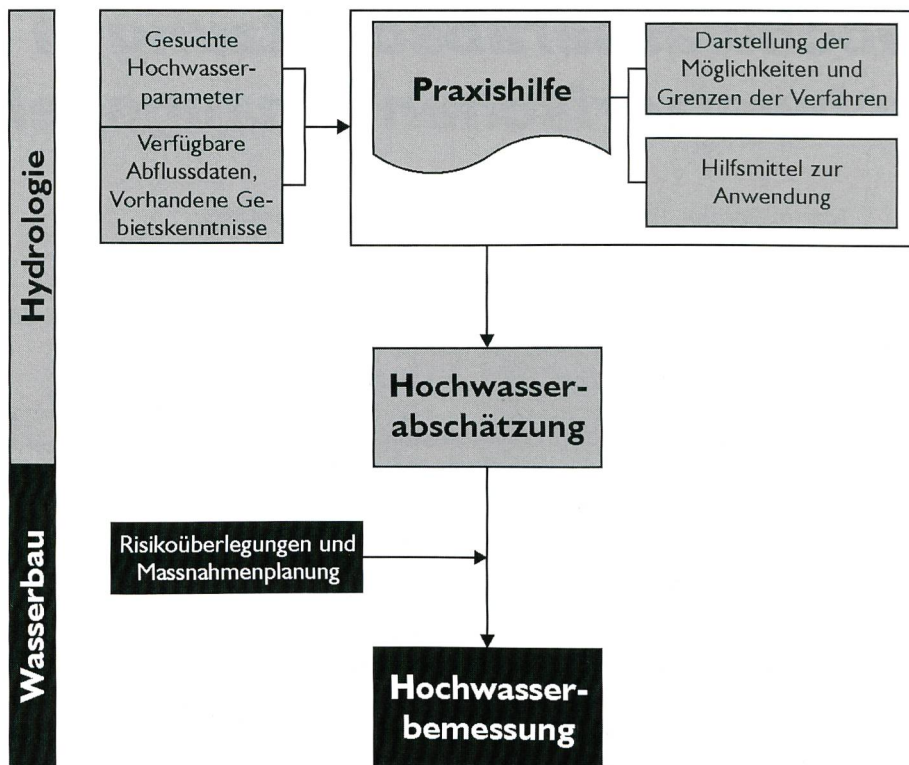 Hydrologie
Wasserbau
Gesuchte
Hochwasser-
parameter
Verfügbare
Abflussdaten,
Vorhandene Ge-
bietskenntnisse
Praxishilfe
Darstellung der
Möglichkeiten und
Grenzen der Verfahren
Hilfsmittel zur
Anwendung
Hochwasser-
abschätzung
Risikoüberlegungen und
Massnahmenplanung
Hochwasser-
bemessung